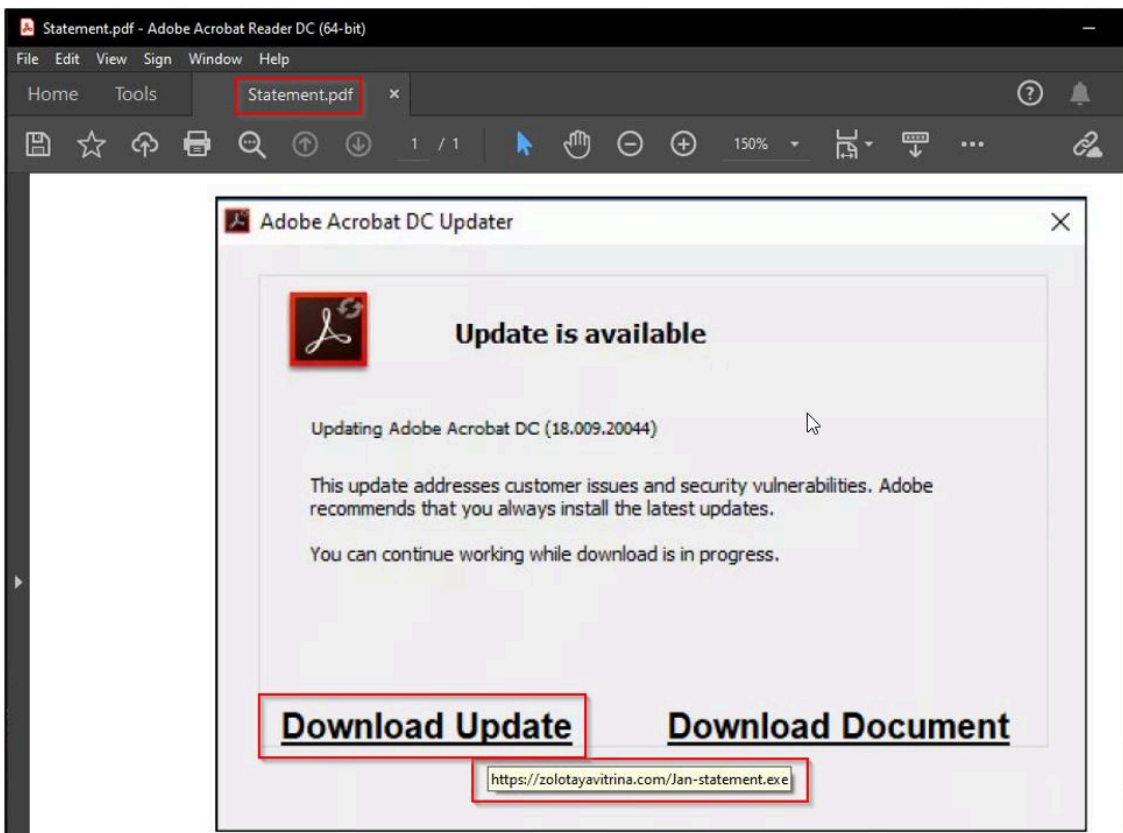 Statement.pdf - Adobe Acrobat Reader DC (64-bit)
File Edit View Sign Window Help
Home Tools Statement.pdf ×
1 / 1 150%
Adobe Acrobat DC Updater
Update is available
Updating Adobe Acrobat DC (18.009.20044)
This update addresses customer issues and security vulnerabilities. Adobe
recommends that you always install the latest updates.
You can continue working while download is in progress.
Download Update Download Document
https://zolotayavitrina.com/Jan-statement.exe